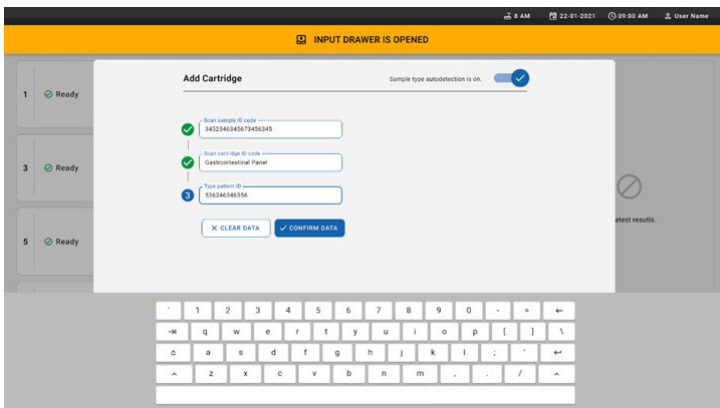 8 AM 22-01-2021 09:00 AM User Name
INPUT DRAWER IS OPENED
Add Cartridge
Sample type autodetection is on.
1 Ready
3 Ready
5 Ready
Scan sample ID code
3452346345673456345
Scan cartridge ID code
Gastrointestinal Panel
3
Type patient ID
536346346356
CLEAR DATA
CONFIRM DATA
atest resutls.
` 1 2 3 4 5 6 7 8 9 0 - =
q w e r t y u i o p [ ] \
a s d f g h j k l ; '
z x c v b n m , . /